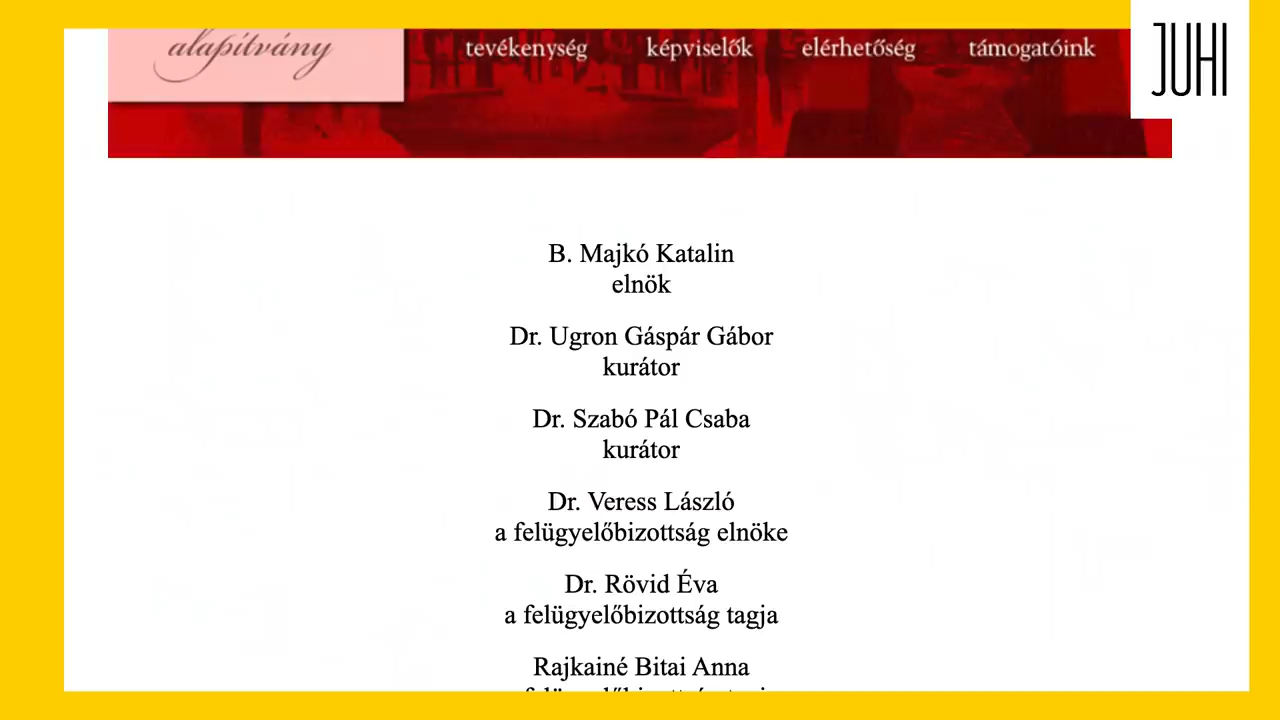 alapítvány
tevékenység képviselők elérhetőség támogatóink
JUHI
B. Majkó Katalin
elnök
Dr. Ugron Gáspár Gábor
kurátor
Dr. Szabó Pál Csaba
kurátor
Dr. Veress László
a felügyelőbizottság elnöke
Dr. Rövid Éva
a felügyelőbizottság tagja
Rajkainé Bitai Anna